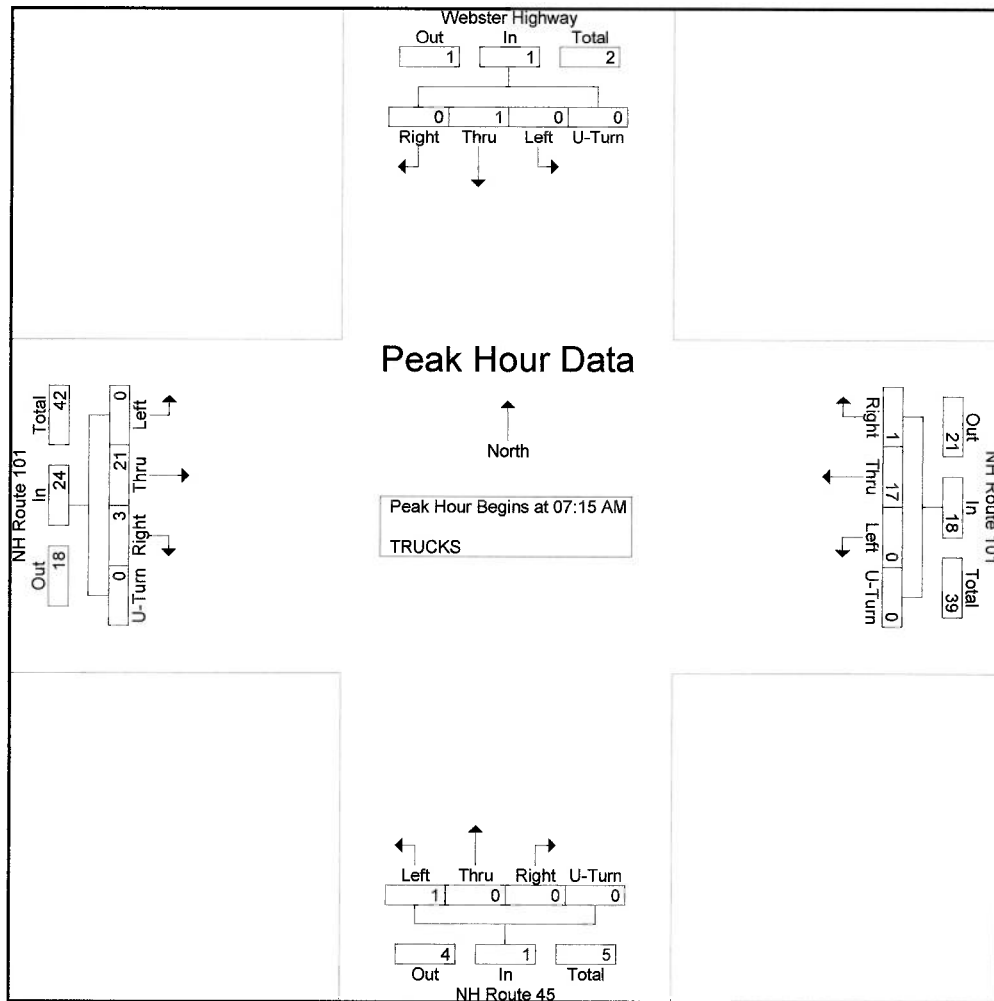 Webster Highway
Out In Total
1 1 2
0 1 0 0
Right Thru Left U-Turn
Peak Hour Data
North
Peak Hour Begins at 07:15 AM
TRUCKS
NH Route 101
Out In Total
18 24 42
Left Thru Right U-Turn
0 21 3 0
NH Route 101
Out In Total
21 18 39
Right Thru Left U-Turn
1 17 0 0
Left Thru Right U-Turn
1 0 0 0
4 1 5
Out In Total
NH Route 45